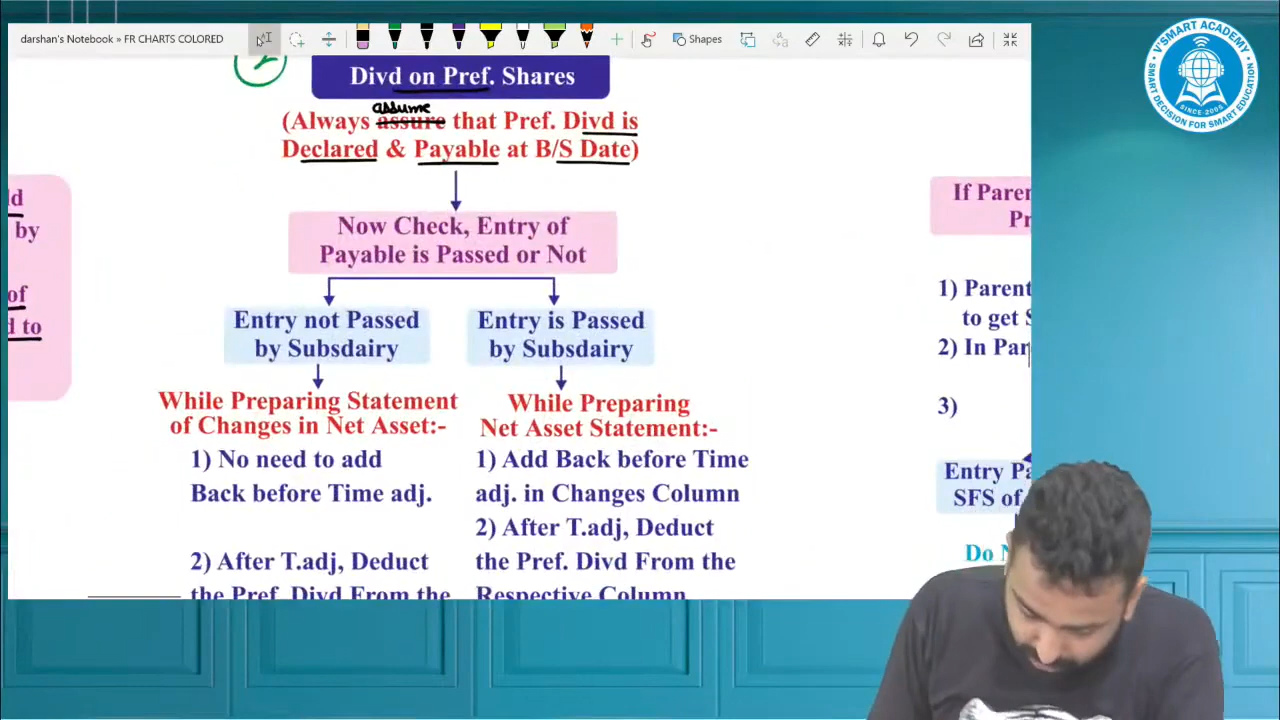 darshan's Notebook » FR CHARTS COLORED
Shapes
V'SMART ACADEMY
SMART DECISION FOR SMART EDUCATION
SINCE-2005
Divd on Pref. Shares
assume
(Always assure that Pref. Divd is
Declared & Payable at B/S Date)
Now Check, Entry of
Payable is Passed or Not
Entry not Passed
by Subsdairy
While Preparing Statement
of Changes in Net Asset:-
1) No need to add
Back before Time adj.
2) After T.adj, Deduct
the Pref. Divd From the
Entry is Passed
by Subsdairy
While Preparing
Net Asset Statement:-
1) Add Back before Time
adj. in Changes Column
2) After T.adj, Deduct
the Pref. Divd From the
Respective Column
by
of
d to
If Paren
Pr
1) Parent
to get S
2) In Par
3)
Entry Pa
SFS of
Do N